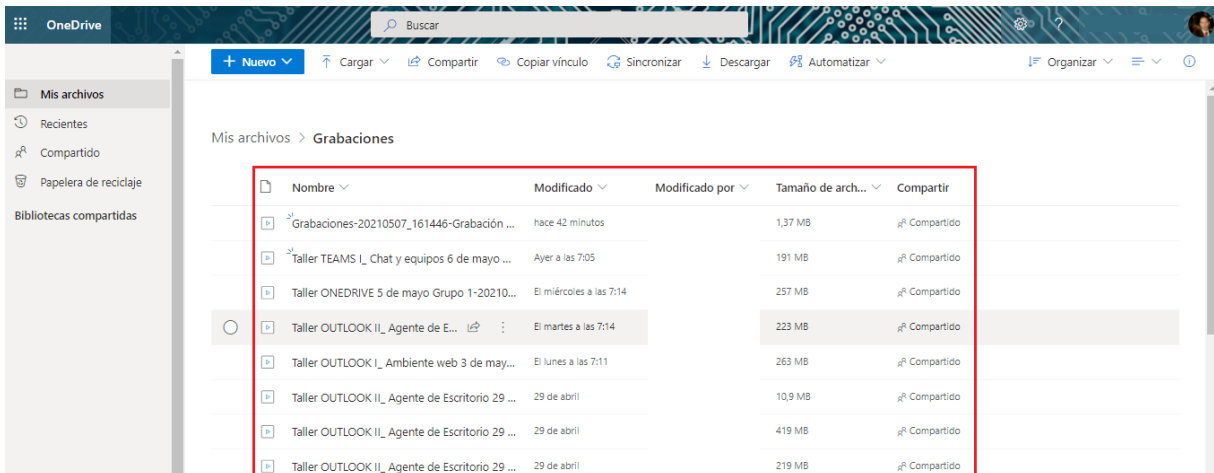 OneDrive
Buscar
?
+ Nuevo
Cargar
Compartir
Copiar vínculo
Sincronizar
Descargar
Automatizar
Organizar
Mis archivos
Recientes
Compartido
Papelera de reciclaje
Bibliotecas compartidas
Mis archivos > Grabaciones
Nombre Modificado Modificado por Tamaño de arch... Compartir
Grabaciones-20210507_161446-Grabación ... hace 42 minutos 1,37 MB Compartido
Taller TEAMS I_ Chat y equipos 6 de mayo ... Ayer a las 7:05 191 MB Compartido
Taller ONEDRIVE 5 de mayo Grupo 1-20210... El miércoles a las 7:14 257 MB Compartido
Taller OUTLOOK II_ Agente de E... El martes a las 7:14 223 MB Compartido
Taller OUTLOOK I_ Ambiente web 3 de may... El lunes a las 7:11 263 MB Compartido
Taller OUTLOOK II_ Agente de Escritorio 29 ... 29 de abril 10,9 MB Compartido
Taller OUTLOOK II_ Agente de Escritorio 29 ... 29 de abril 419 MB Compartido
Taller OUTLOOK II_ Agente de Escritorio 29 ... 29 de abril 219 MB Compartido